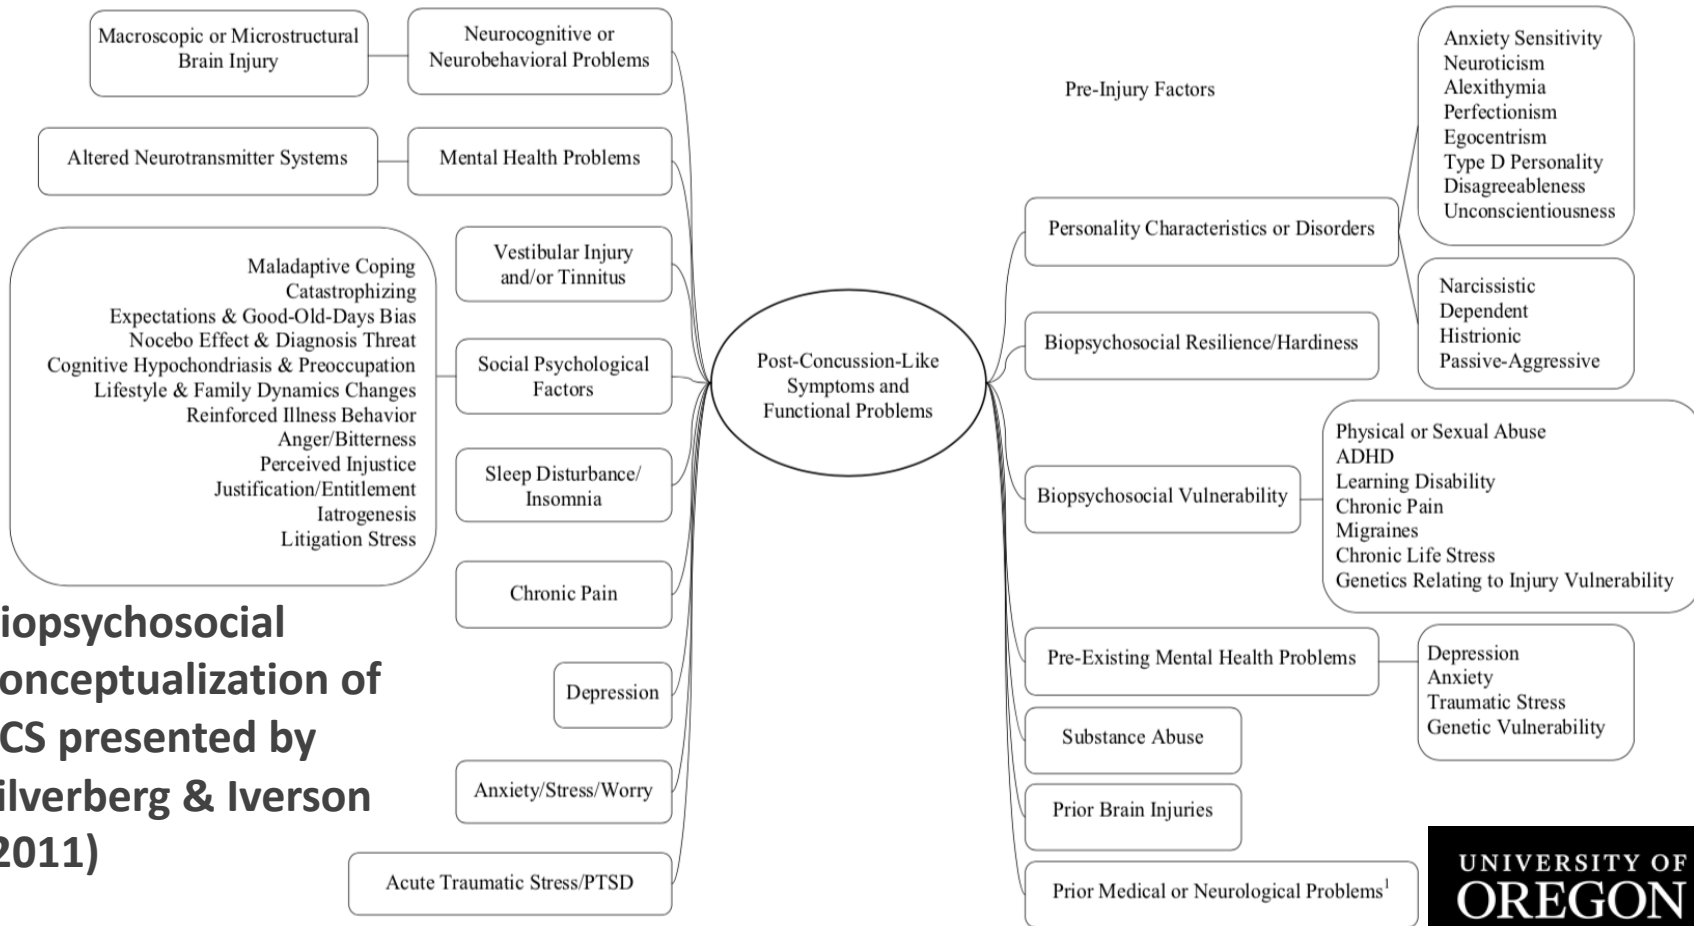 Macroscopic or Microstructural
Brain Injury
Neurocognitive or
Neurobehavioral Problems
Altered Neurotransmitter Systems
Mental Health Problems
Vestibular Injury
and/or Tinnitus
Maladaptive Coping
Catastrophizing
Expectations & Good-Old-Days Bias
Nocebo Effect & Diagnosis Threat
Cognitive Hypochondriasis & Preoccupation
Lifestyle & Family Dynamics Changes
Reinforced Illness Behavior
Anger/Bitterness
Perceived Injustice
Justification/Entitlement
Iatrogenesis
Litigation Stress
Social Psychological
Factors
Sleep Disturbance/
Insomnia
Chronic Pain
Depression
Anxiety/Stress/Worry
Acute Traumatic Stress/PTSD
iopsychosocial
onceptualization of
CS presented by
ilverberg & Iverson
2011)
Post-Concussion-Like
Symptoms and
Functional Problems
Pre-Injury Factors
Personality Characteristics or Disorders
Anxiety Sensitivity
Neuroticism
Alexithymia
Perfectionism
Egocentrism
Type D Personality
Disagreeableness
Unconscientiousness
Narcissistic
Dependent
Histrionic
Passive-Aggressive
Biopsychosocial Resilience/Hardiness
Biopsychosocial Vulnerability
Physical or Sexual Abuse
ADHD
Learning Disability
Chronic Pain
Migraines
Chronic Life Stress
Genetics Relating to Injury Vulnerability
Pre-Existing Mental Health Problems
Depression
Anxiety
Traumatic Stress
Genetic Vulnerability
Substance Abuse
Prior Brain Injuries
Prior Medical or Neurological Problems¹
UNIVERSITY OF
OREGON